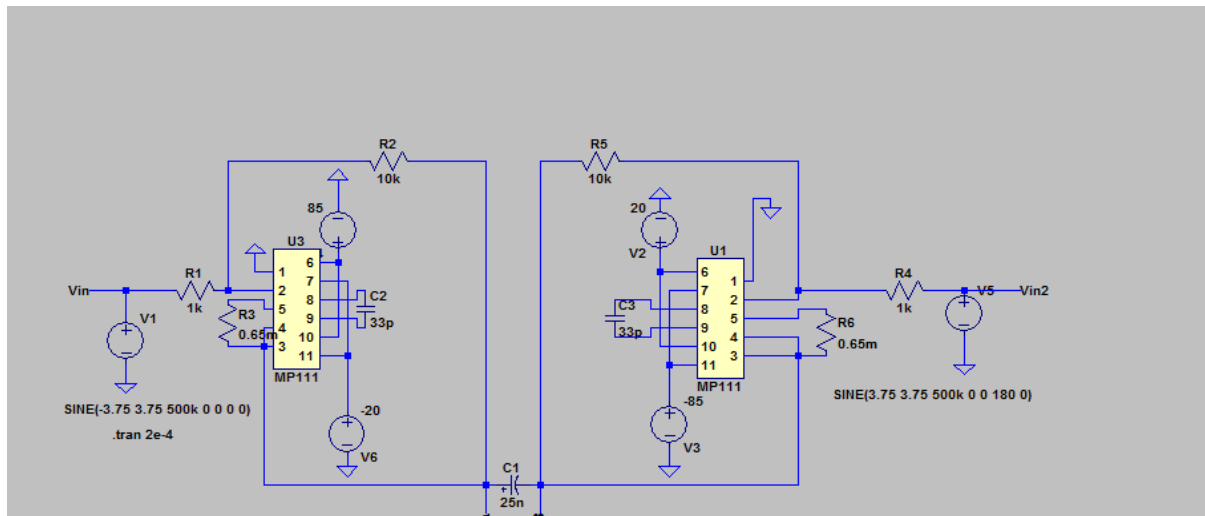 R2
10k
R5
10k
85
20
V2
U3
U1
6
7
8
9
10
11
1
2
5
4
3
MP111
6
7
8
9
10
11
1
2
5
4
3
MP111
Vin
R1
1k
R3
0.65m
C2
33p
C3
33p
R6
0.65m
R4
1k
V5
Vin2
V1
SINE(-3.75 3.75 500k 0 0 0 0)
.tran 2e-4
-20
V6
-85
V3
SINE(3.75 3.75 500k 0 0 180 0)
C1
25n